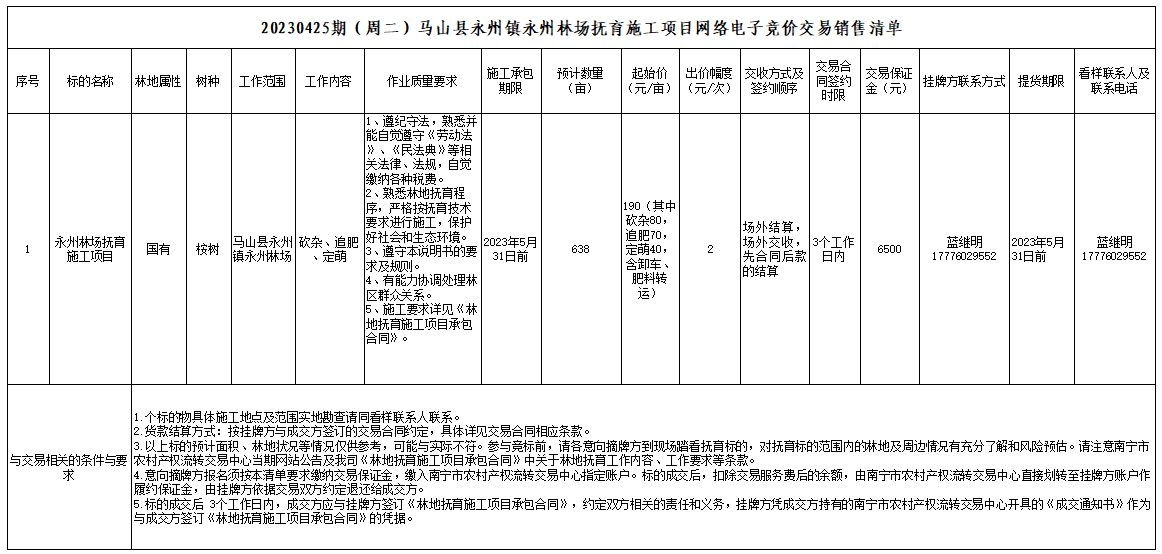 20230425期（周二）马山县永州镇永州林场抚育施工项目网络电子竞价交易销售清单
序号
标的名称
林地属性
树种
工作范围
工作内容
作业质量要求
施工承包
期限
预计数量
（亩）
起始价
（元/亩）
出价幅度
（元/次）
交收方式及
签约顺序
交易合
同签约
时限
交易保证
金（元）
挂牌方联系方式
提货期限
看样联系人及
联系电话
1
永州林场抚育
施工项目
国有
桉树
马山县永州
镇永州林场
砍杂、追肥
、定萌
1、遵纪守法，熟悉并
能自觉遵守《劳动法
》、《民法典》等相
关法律、法规，自觉
缴纳各种税费。
2、熟悉林地抚育程
序，严格按抚育技术
要求进行施工，保护
好社会和生态环境。
3、遵守本说明书的要
求及规则。
4、有能力协调处理林
区群众关系。
5、施工要求详见《林
地抚育施工项目承包
合同》。
2023年5月
31日前
638
190（其中
砍杂80，
追肥70，
定萌40，
含卸车、
肥料转
运）
2
场外结算，
场外交收，
先合同后款
的结算
3个工作
日内
6500
蓝继明
17776029552
2023年5月
31日前
蓝继明
17776029552
与交易相关的条件与要
求
1.个标的物具体施工地点及范围实地勘查请同看样联系人联系。
2.货款结算方式：按挂牌方与成交方签订的交易合同约定，具体详见交易合同相应条款。
3.以上标的预计面积、林地状况等情况仅供参考，可能与实际不符。参与竞标前，请各意向摘牌方到现场踏看抚育标的，对抚育标的范围内的林地及周边情况有充分了解和风险预估。请注意南宁市
农村产权流转交易中心当期网站公告及我司《林地抚育施工项目承包合同》中关于林地抚育工作内容、工作要求等条款。
4.意向摘牌方报名须按本清单要求缴纳交易保证金，缴入南宁市农村产权流转交易中心指定账户。标的成交后，扣除交易服务费后的余额，由南宁市农村产权流转交易中心直接划转至挂牌方账户作
履约保证金，由挂牌方依据交易双方约定退还给成交方。
5.标的成交后 3个工作日内，成交方应与挂牌方签订《林地抚育施工项目承包合同》，约定双方相关的责任和义务，挂牌方凭成交方持有的南宁市农村产权流转交易中心开具的《成交通知书》作为
与成交方签订《林地抚育施工项目承包合同》的凭据。